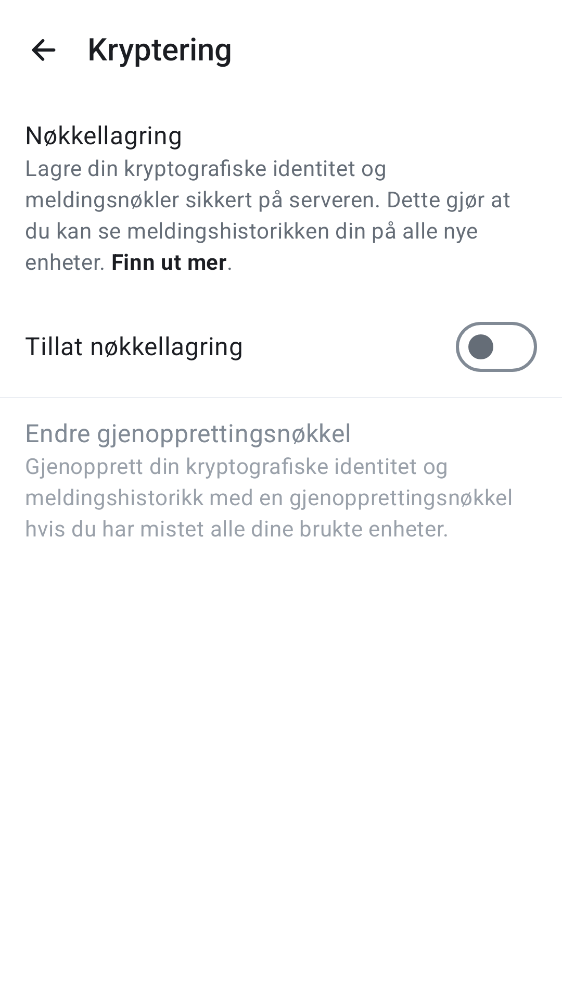 Kryptering
Nøkkellagring
Lagre din kryptografiske identitet og
meldingsnøkler sikkert på serveren. Dette gjør at
du kan se meldingshistorikken din på alle nye
enheter. Finn ut mer.
Tillat nøkkellagring
Endre gjenopprettingsnøkkel
Gjenopprett din kryptografiske identitet og
meldingshistorikk med en gjenopprettingsnøkkel
hvis du har mistet alle dine brukte enheter.